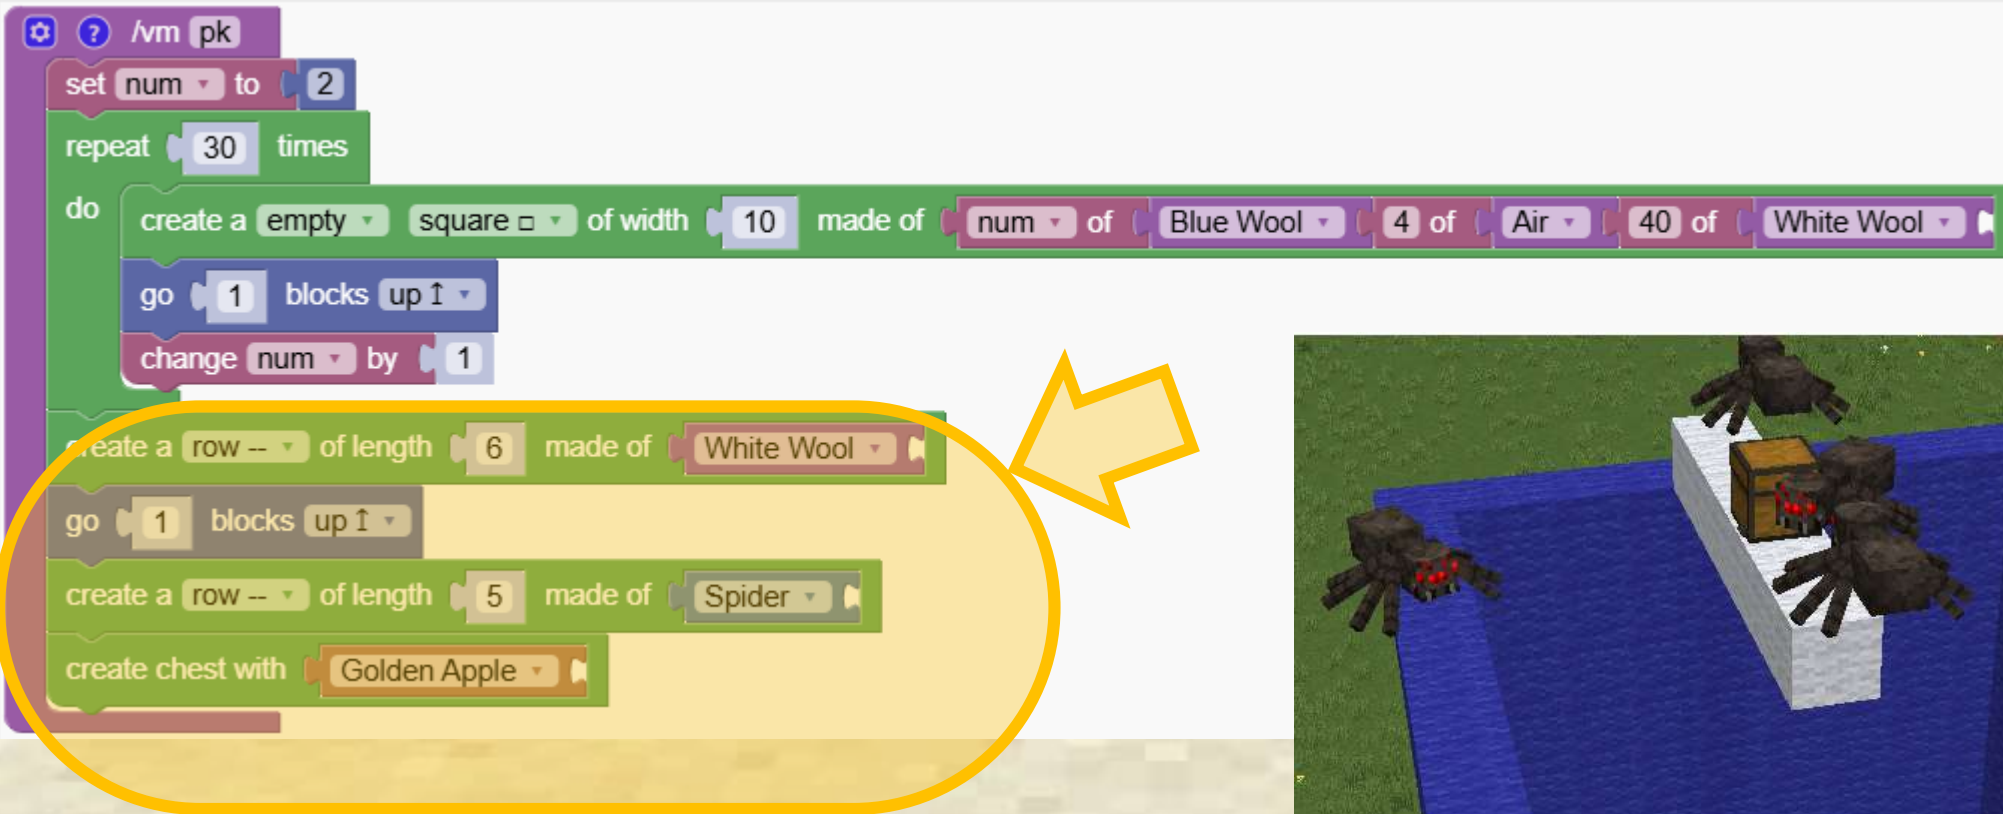 /vm pk
set num to 2
repeat 30 times
do create a empty square □ of width 10 made of num of Blue Wool 4 of Air 40 of White Wool
go 1 blocks up ↥
change num by 1
create a row -- of length 6 made of White Wool
go 1 blocks up ↥
create a row -- of length 5 made of Spider
create chest with Golden Apple